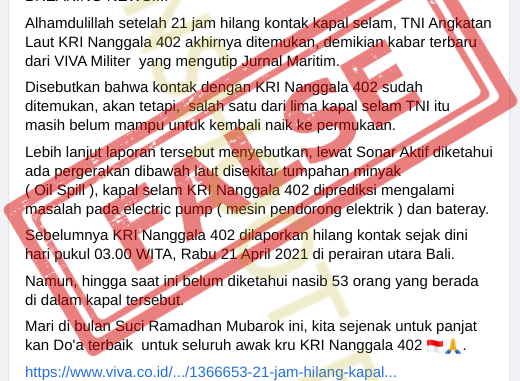 Alhamdulillah setelah 21 jam hilang kontak kapal selam, TNI Angkatan
Laut KRI Nanggala 402 akhirnya ditemukan, demikian kabar terbaru
dari VIVA Militer yang mengutip Jurnal Maritim.
Disebutkan bahwa kontak dengan KRI Nanggala 402 sudah
ditemukan, akan tetapi, salah satu dari lima kapal selam TNI itu
masih belum mampu untuk kembali naik ke permukaan.
Lebih lanjut laporan tersebut menyebutkan, lewat Sonar Aktif diketahui
ada pergerakan dibawah laut disekitar tumpahan minyak
( Oil Spill ), kapal selam KRI Nanggala 402 diprediksi mengalami
masalah pada electric pump ( mesin pendorong elektrik ) dan bateray.
Sebelumnya KRI Nanggala 402 dilaporkan hilang kontak sejak dini
hari pukul 03.00 WITA, Rabu 21 April 2021 di perairan utara Bali.
Namun, hingga saat ini belum diketahui nasib 53 orang yang berada
di dalam kapal tersebut.
Mari di bulan Suci Ramadhan Mubarok ini, kita sejenak untuk panjat
kan Do'a terbaik untuk seluruh awak kru KRI Nanggala 402 🇮🇩🙏.
https://www.viva.co.id/.../1366653-21-jam-hilang-kapal...
FALSE